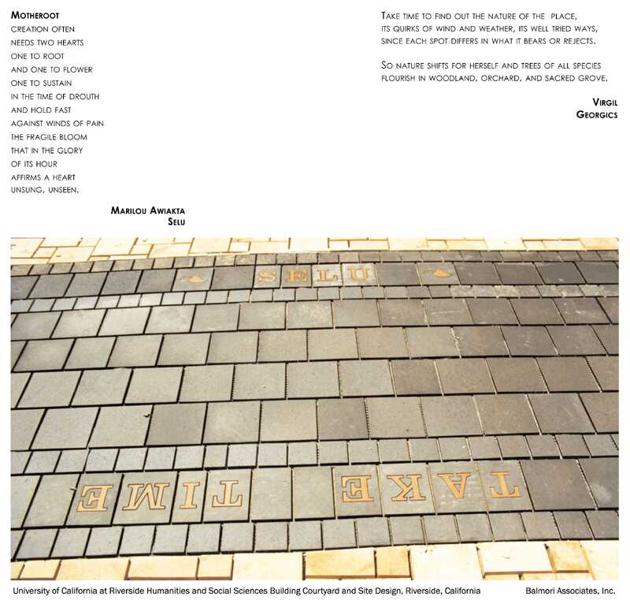 MOTHEROOT
CREATION OFTEN
NEEDS TWO HEARTS
ONE TO ROOT
AND ONE TO FLOWER
ONE TO SUSTAIN
IN THE TIME OF DROUTH
AND HOLD FAST
AGAINST WINDS OF PAIN
THE FRAGILE BLOOM
THAT IN THE GLORY
OF ITS HOUR
AFFIRMS A HEART
UNSUNG, UNSEEN.
MARILOU AWIAKTA
SELU
TAKE TIME TO FIND OUT THE NATURE OF THE PLACE,
ITS QUIRKS OF WIND AND WEATHER, ITS WELL TRIED WAYS,
SINCE EACH SPOT DIFFERS IN WHAT IT BEARS OR REJECTS.
SO NATURE SHIFTS FOR HERSELF AND TREES OF ALL SPECIES
FLOURISH IN WOODLAND, ORCHARD, AND SACRED GROVE.
VIRGIL
GEORGICS
SELU
TAKE TIME
University of California at Riverside Humanities and Social Sciences Building Courtyard and Site Design, Riverside, California
Balmori Associates, Inc.